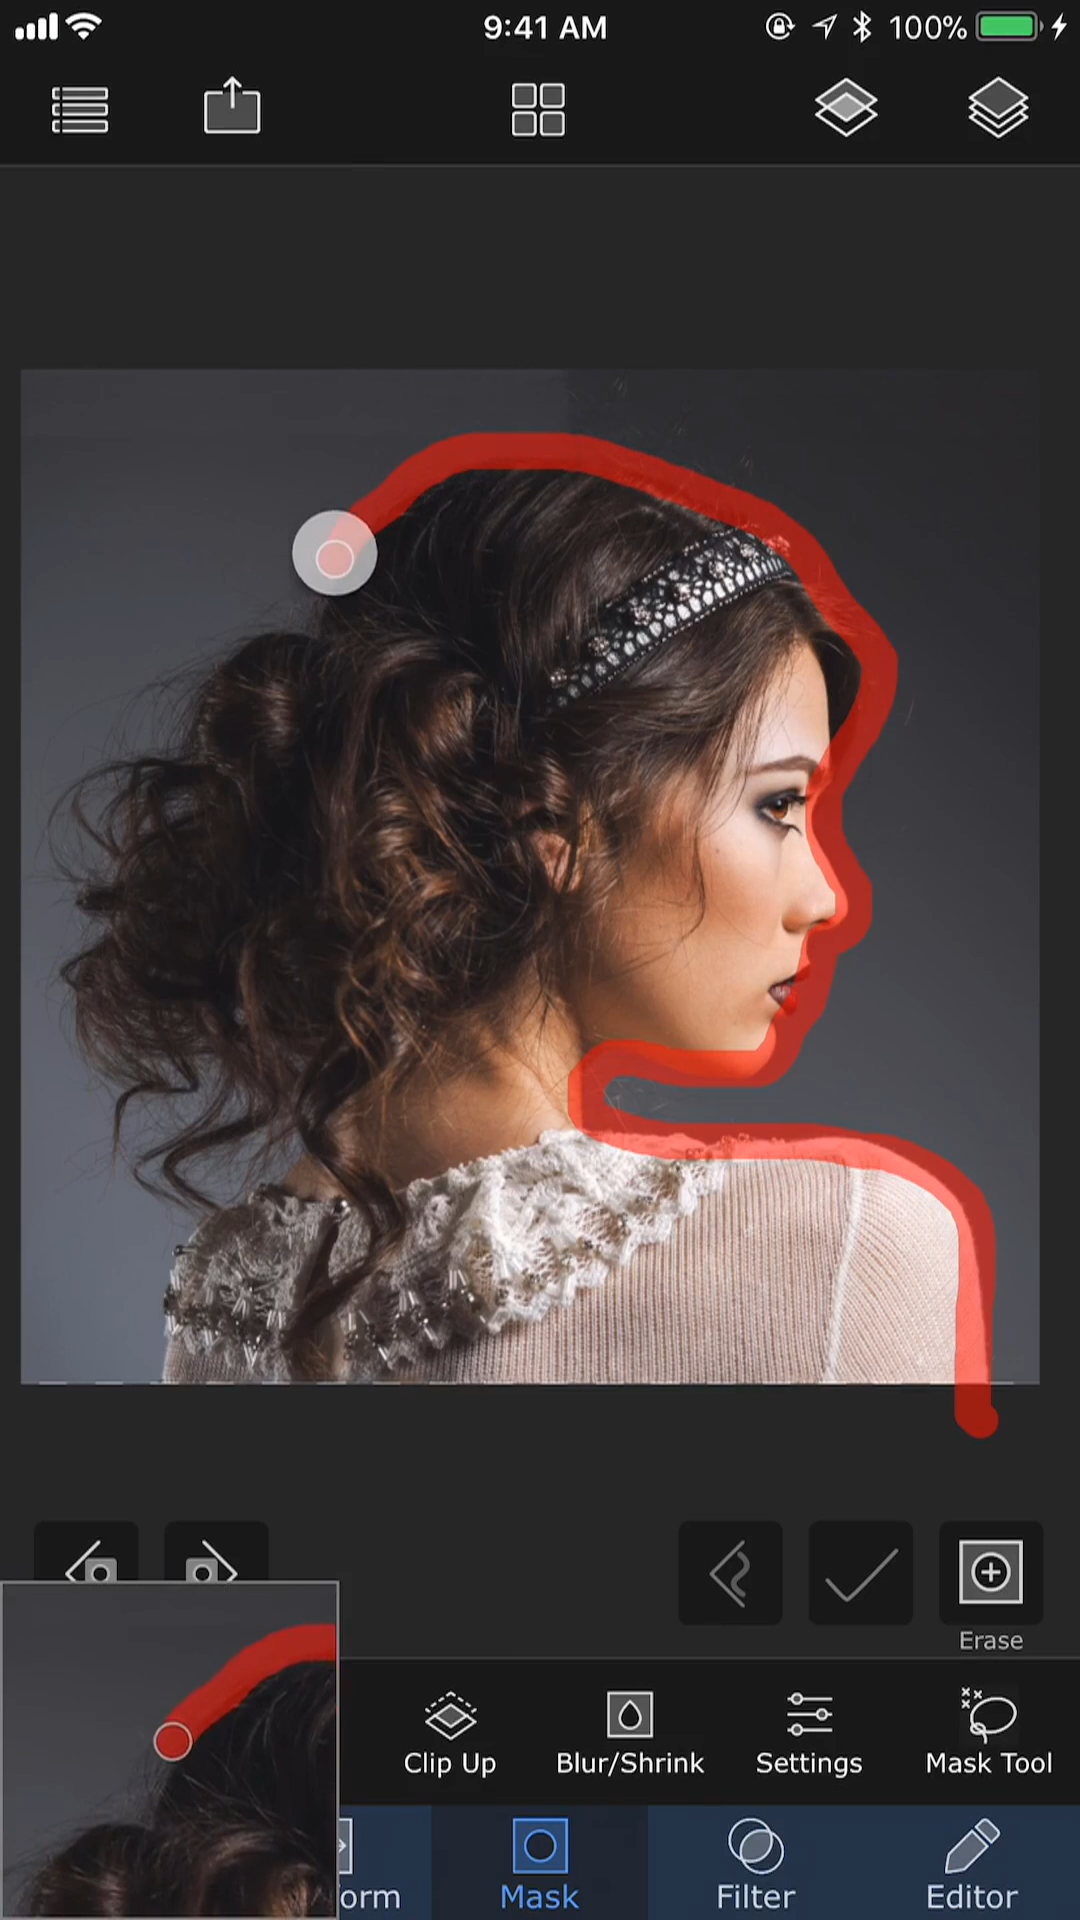 9:41 AM
100%
Erase
Clip Up
Blur/Shrink
Settings
Mask Tool
orm
Mask
Filter
Editor